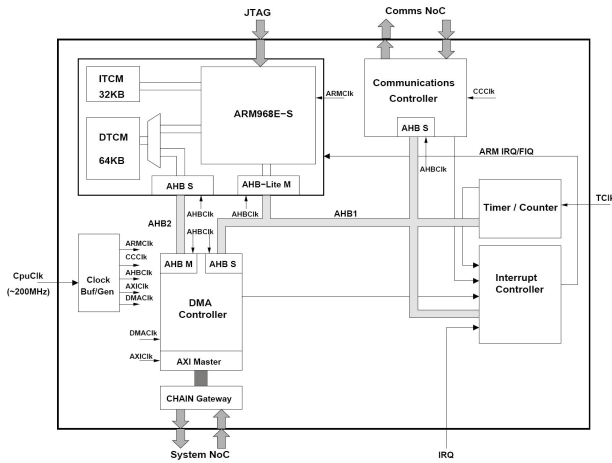 JTAG
Comms NoC
ITCM
32KB
ARM968E-S
ARMClk
Communications
Controller
CCClk
DTCM
64KB
AHB S
AHBClk
ARM IRQ/FIQ
AHB S
AHB-Lite M
AHBClk
AHBClk
AHB2
AHBClk
AHB1
Timer / Counter
TClk
CpuClk
(~200MHz)
Clock
Buf/Gen
ARMClk
CCClk
AHBClk
AXIClk
DMAClk
AHB M
AHB S
DMA
Controller
Interrupt
Controller
DMAClk
AXIClk
AXI Master
CHAIN Gateway
System NoC
IRQ